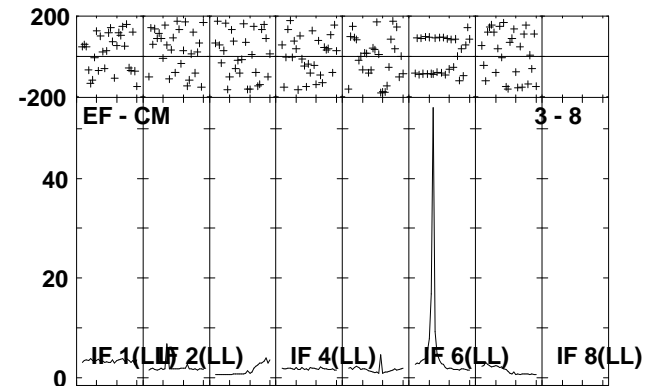 200
-200
EF - CM 3 - 8
40
20
IF 1(LL) IF 2(LL) IF 4(LL) IF 6(LL) IF 8(LL)
0